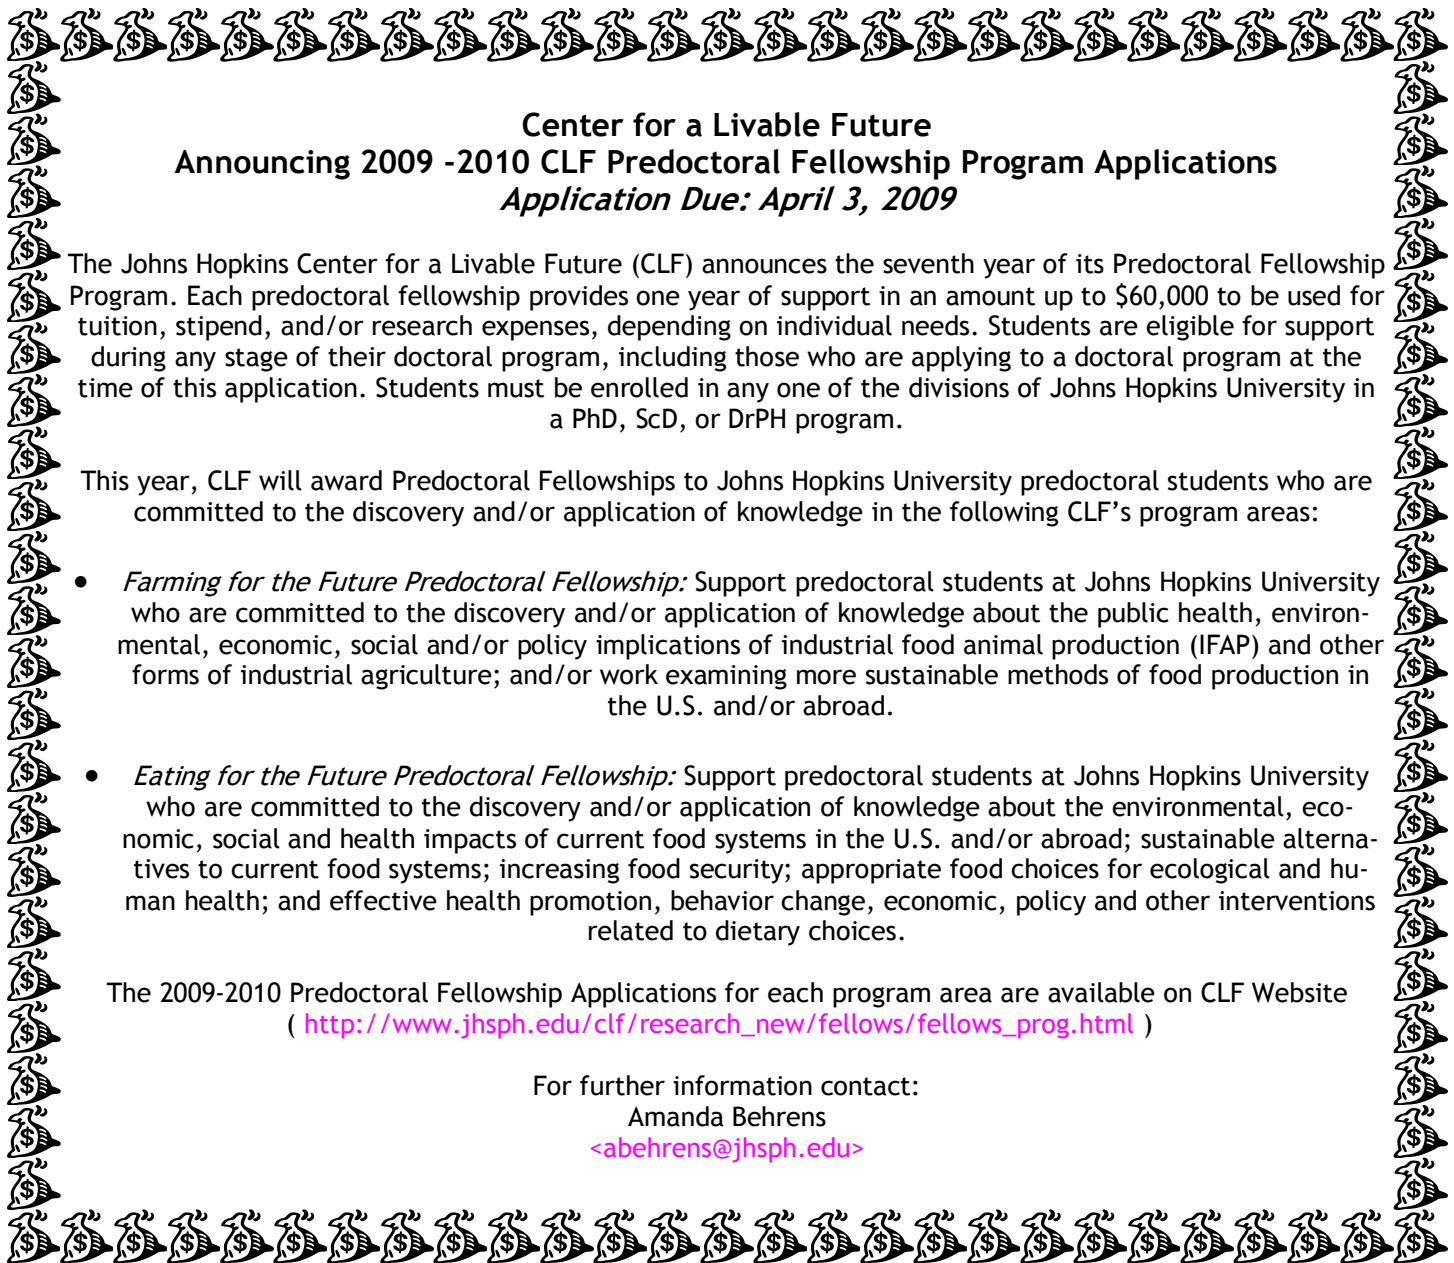 Center for a Livable Future
Announcing 2009 -2010 CLF Predoctoral Fellowship Program Applications
Application Due: April 3, 2009
The Johns Hopkins Center for a Livable Future (CLF) announces the seventh year of its Predoctoral Fellowship
Program. Each predoctoral fellowship provides one year of support in an amount up to $60,000 to be used for
tuition, stipend, and/or research expenses, depending on individual needs. Students are eligible for support
during any stage of their doctoral program, including those who are applying to a doctoral program at the
time of this application. Students must be enrolled in any one of the divisions of Johns Hopkins University in
a PhD, ScD, or DrPH program.
This year, CLF will award Predoctoral Fellowships to Johns Hopkins University predoctoral students who are
committed to the discovery and/or application of knowledge in the following CLF’s program areas:
• Farming for the Future Predoctoral Fellowship: Support predoctoral students at Johns Hopkins University
who are committed to the discovery and/or application of knowledge about the public health, environ-
mental, economic, social and/or policy implications of industrial food animal production (IFAP) and other
forms of industrial agriculture; and/or work examining more sustainable methods of food production in
the U.S. and/or abroad.
• Eating for the Future Predoctoral Fellowship: Support predoctoral students at Johns Hopkins University
who are committed to the discovery and/or application of knowledge about the environmental, eco-
nomic, social and health impacts of current food systems in the U.S. and/or abroad; sustainable alterna-
tives to current food systems; increasing food security; appropriate food choices for ecological and hu-
man health; and effective health promotion, behavior change, economic, policy and other interventions
related to dietary choices.
The 2009-2010 Predoctoral Fellowship Applications for each program area are available on CLF Website
( http://www.jhsph.edu/clf/research_new/fellows/fellows_prog.html )
For further information contact:
Amanda Behrens
<abehrens@jhsph.edu>